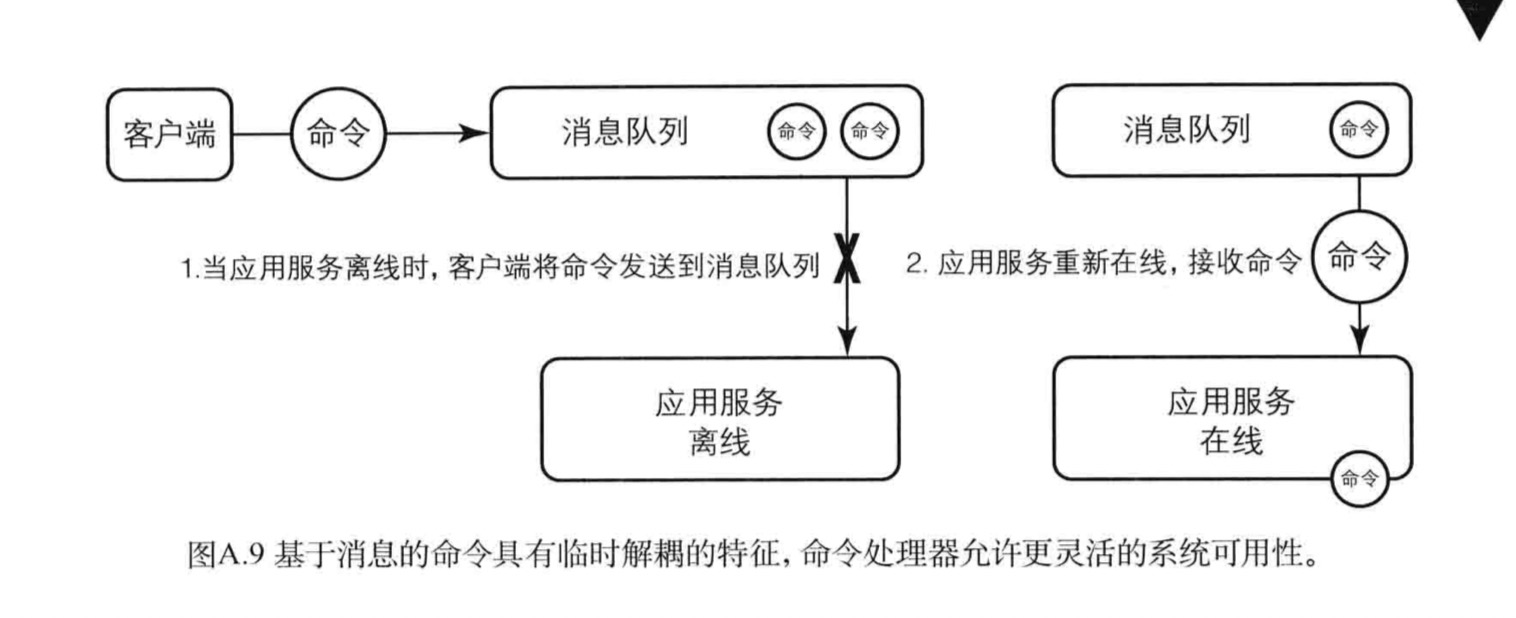 客户端
命令
消息队列
命令
命令
消息队列
命令
1.当应用服务离线时，客户端将命令发送到消息队列
X
2. 应用服务重新在线，接收命令
命令
应用服务
离线
应用服务
在线
命令
图A.9 基于消息的命令具有临时解耦的特征，命令处理器允许更灵活的系统可用性。